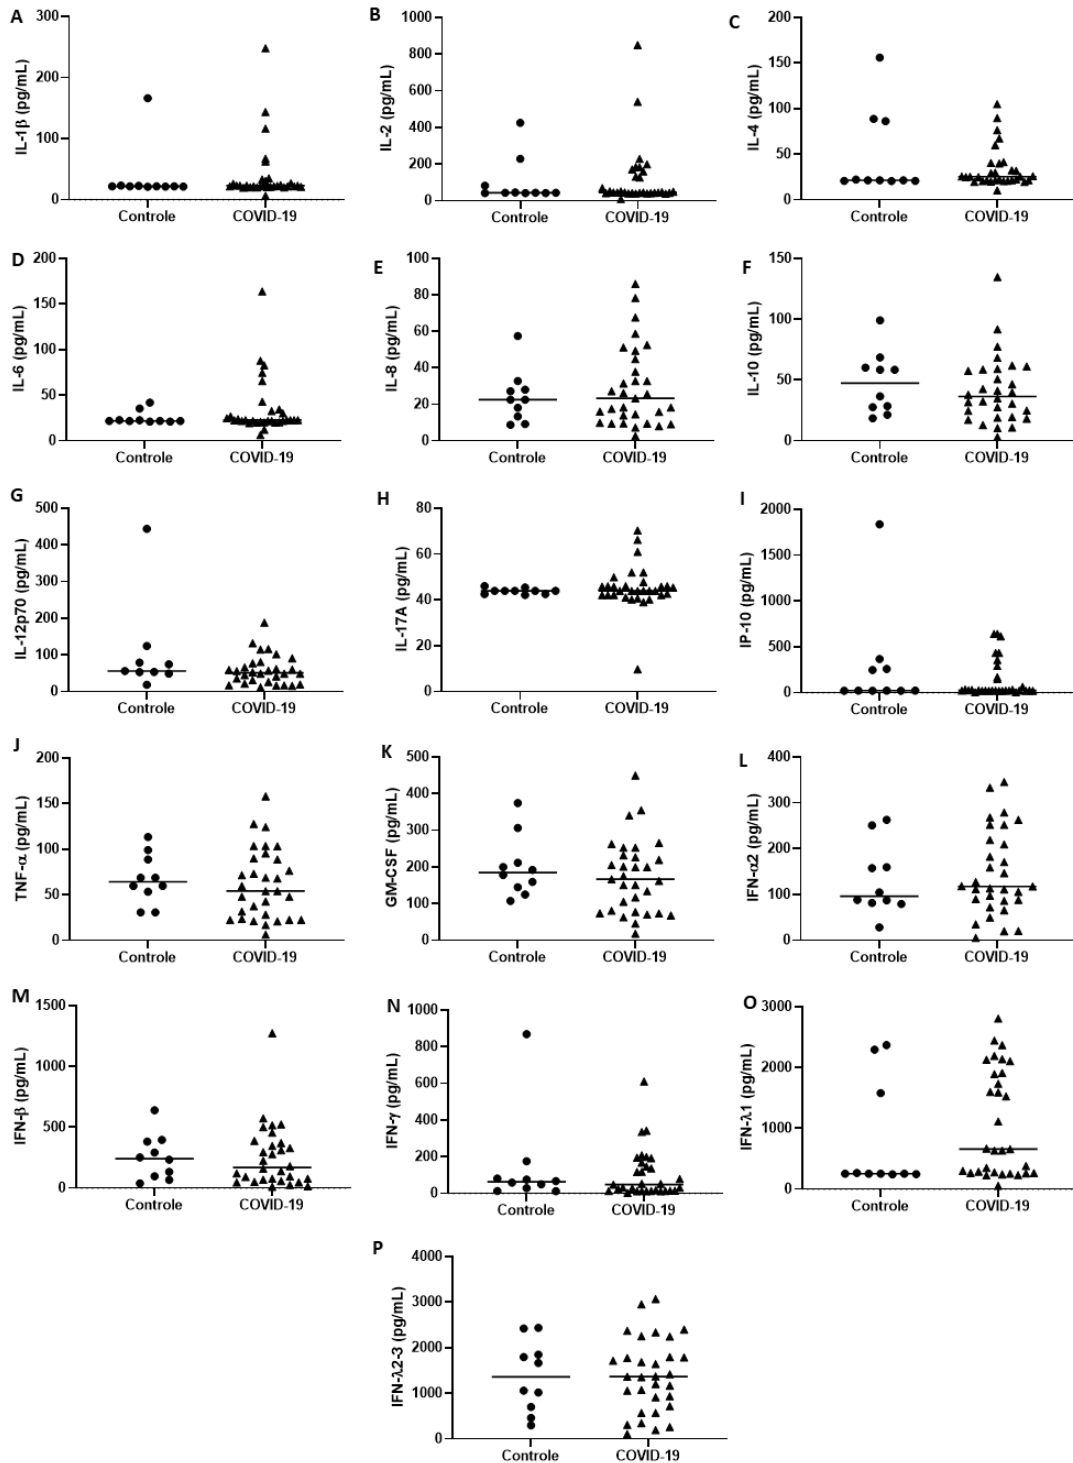 A
IL-1β (pg/mL)
300
200
100
0
Controle
COVID-19
B
IL-2 (pg/mL)
1000
800
600
400
200
0
Controle
COVID-19
C
IL-4 (pg/mL)
200
150
100
50
0
Controle
COVID-19
D
IL-6 (pg/mL)
200
150
100
50
0
Controle
COVID-19
E
IL-8 (pg/mL)
100
80
60
40
20
0
Controle
COVID-19
F
IL-10 (pg/mL)
150
100
50
0
Controle
COVID-19
G
IL-12p70 (pg/mL)
500
400
300
200
100
0
Controle
COVID-19
H
IL-17A (pg/mL)
80
60
40
20
0
Controle
COVID-19
I
IP-10 (pg/mL)
2000
1500
1000
500
0
Controle
COVID-19
J
TNF-α (pg/mL)
200
150
100
50
0
Controle
COVID-19
K
GM-CSF (pg/mL)
500
400
300
200
100
0
Controle
COVID-19
L
IFN-α2 (pg/mL)
400
300
200
100
0
Controle
COVID-19
M
IFN-β (pg/mL)
1500
1000
500
0
Controle
COVID-19
N
IFN-γ (pg/mL)
1000
800
600
400
200
0
Controle
COVID-19
O
IFN-λ1 (pg/mL)
3000
2000
1000
0
Controle
COVID-19
P
IFN-λ2-3 (pg/mL)
4000
3000
2000
1000
0
Controle
COVID-19